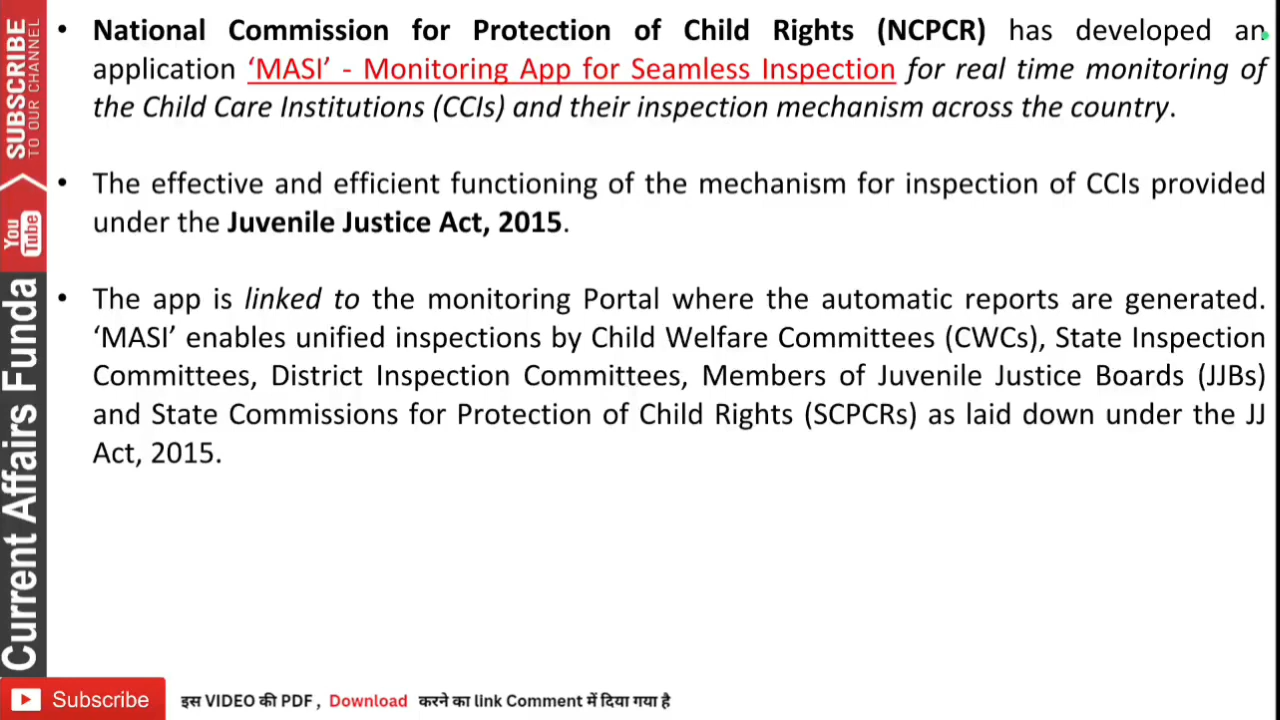 • National Commission for Protection of Child Rights (NCPCR) has developed an
application ‘MASI’ - Monitoring App for Seamless Inspection for real time monitoring of
the Child Care Institutions (CCIs) and their inspection mechanism across the country.
• The effective and efficient functioning of the mechanism for inspection of CCIs provided
under the Juvenile Justice Act, 2015.
• The app is linked to the monitoring Portal where the automatic reports are generated.
‘MASI’ enables unified inspections by Child Welfare Committees (CWCs), State Inspection
Committees, District Inspection Committees, Members of Juvenile Justice Boards (JJBs)
and State Commissions for Protection of Child Rights (SCPCRs) as laid down under the JJ
Act, 2015.
SUBSCRIBE
TO OUR CHANNEL
You
Tube
Current Affairs Funda
Subscribe
इस VIDEO की PDF , Download करने का link Comment में दिया गया है